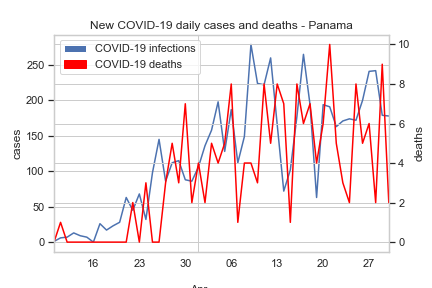 New COVID-19 daily cases and deaths - Panama
COVID-19 infections
COVID-19 deaths
250
200
150
100
50
0
cases
10
8
6
4
2
0
deaths
16 23 30 06 13 20 27
Apr